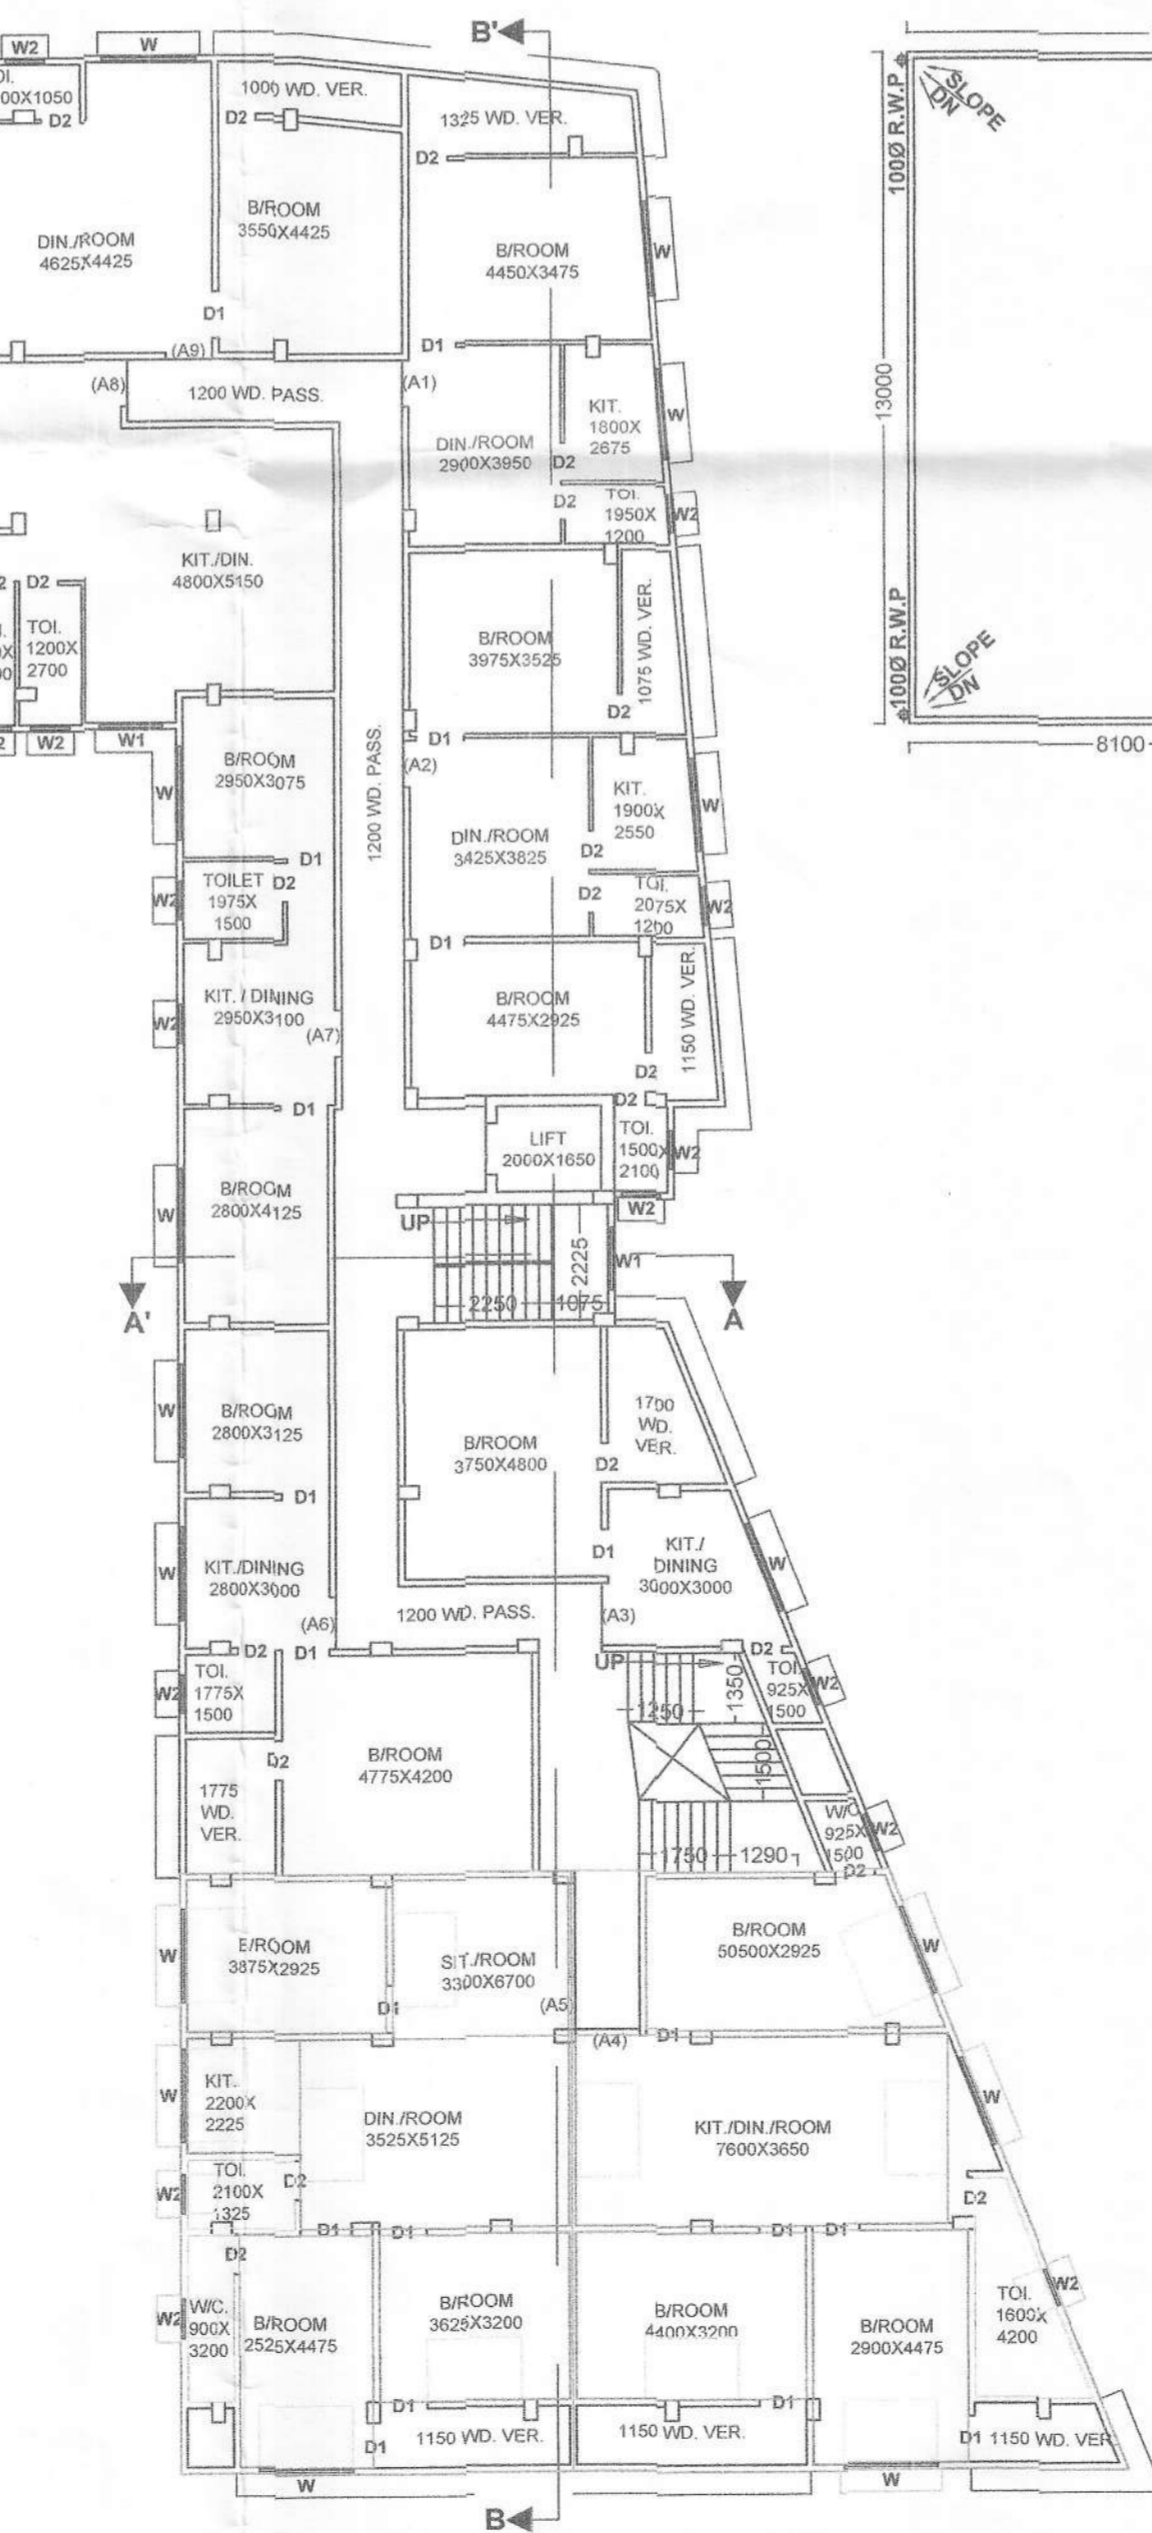 B'
W2
W
00X1050
D2
1000 WD. VER.
D2
1325 WD. VER.
D2
SLOPE
DN
100Ø R.W.P
DIN./ROOM
4625X4425
B/ROOM
3550X4425
B/ROOM
4450X3475
W
D1
D1
(A9)
(A8)
1200 WD. PASS.
(A1)
KIT.
1800X
2675
W
13000
DIN./ROOM
2900X3950
D2
D2
TOI.
1950X
1200
W2
KIT./DIN.
4800X5150
D2
TOI.
1200X
2700
B/ROOM
3975X3525
1075 WD. VER.
D2
100Ø R.W.P
SLOPE
DN
W2
W1
D1
(A2)
8100
B/ROOM
2950X3075
W
1200 WD. PASS.
KIT.
1900X
2550
W
DIN./ROOM
3425X3825
D2
D1
TOILET
1975X
1500
D2
W2
D2
TOI.
2075X
1200
W2
D1
KIT. / DINING
2950X3100
W2
(A7)
B/ROOM
4475X2925
1150 WD. VER.
D2
D1
D2
LIFT
2000X1650
TOI.
1500X
2100
W2
W2
B/ROOM
2800X4125
W
UP
2225
W1
2250
1075
A'
A
B/ROOM
2800X3125
W
D1
B/ROOM
3750X4800
1700
WD.
VER.
D2
KIT./DINING
2800X3000
W
(A6)
D1
KIT./
DINING
3000X3000
W
1200 WD. PASS.
(A3)
D2
D1
D2
TOI.
1775X
1500
W2
UP
1250
1350
TOI.
925X
1500
W2
D2
B/ROOM
4775X4200
1775
WD.
VER.
1500
W/C
925X
1500
W2
1750
1290
D2
B/ROOM
3875X2925
W
D1
SIT./ROOM
3300X6700
(A5)
B/ROOM
50500X2925
W
(A4)
D1
KIT.
2200X
2225
W
DIN./ROOM
3525X5125
KIT./DIN./ROOM
7600X3650
W
TOI.
2100X
1325
W2
D2
D1
D1
D1
D1
D2
D2
W/C.
900X
3200
W2
B/ROOM
2525X4475
B/ROOM
3625X3200
B/ROOM
4400X3200
B/ROOM
2900X4475
TOI.
1600X
4200
W2
D1
D1
D1
1150 WD. VER.
1150 WD. VER.
D1
1150 WD. VER.
W
W
B